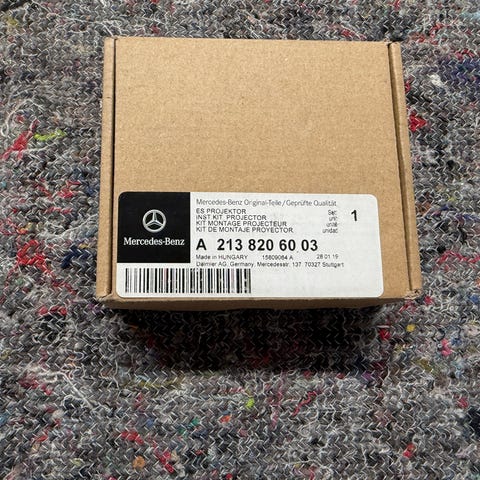 Mercedes-Benz Original-Teile/Geprüfte Qualität
ES PROJEKTOR
INST.KIT. PROJECTOR
KIT MONTAGE PROJECTEUR
KIT DE MONTAJE PROYECTOR
Set
unit
unité
unidad
1
Mercedes-Benz
A 213 820 60 03
Made in HUNGARY 15609064 A 28.01.19
Daimler AG, Germany, Mercedesstr. 137, 70327 Stuttgart